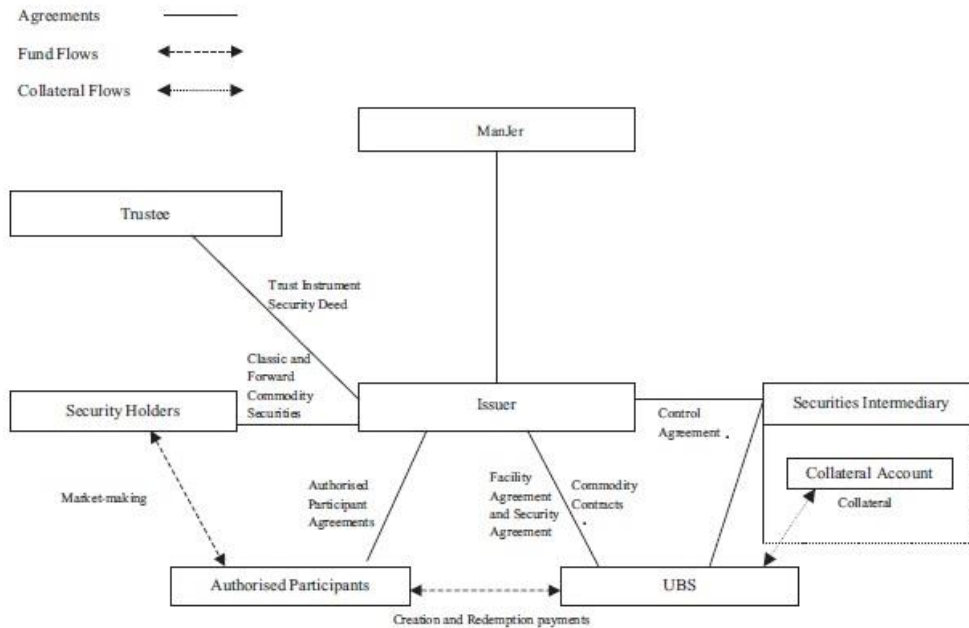 Agreements
Fund Flows
Collateral Flows
ManJer
Trustee
Trust Instrument
Security Deed
Classic and
Forward
Commodity
Securities
Security Holders
Issuer
Securities Intermediary
Control
Agreement
Collateral Account
Collateral
Market-making
Authorised
Participant
Agreements
Facility
Agreement
and Security
Agreement
Commodity
Contracts
Authorised Participants
UBS
Creation and Redemption payments